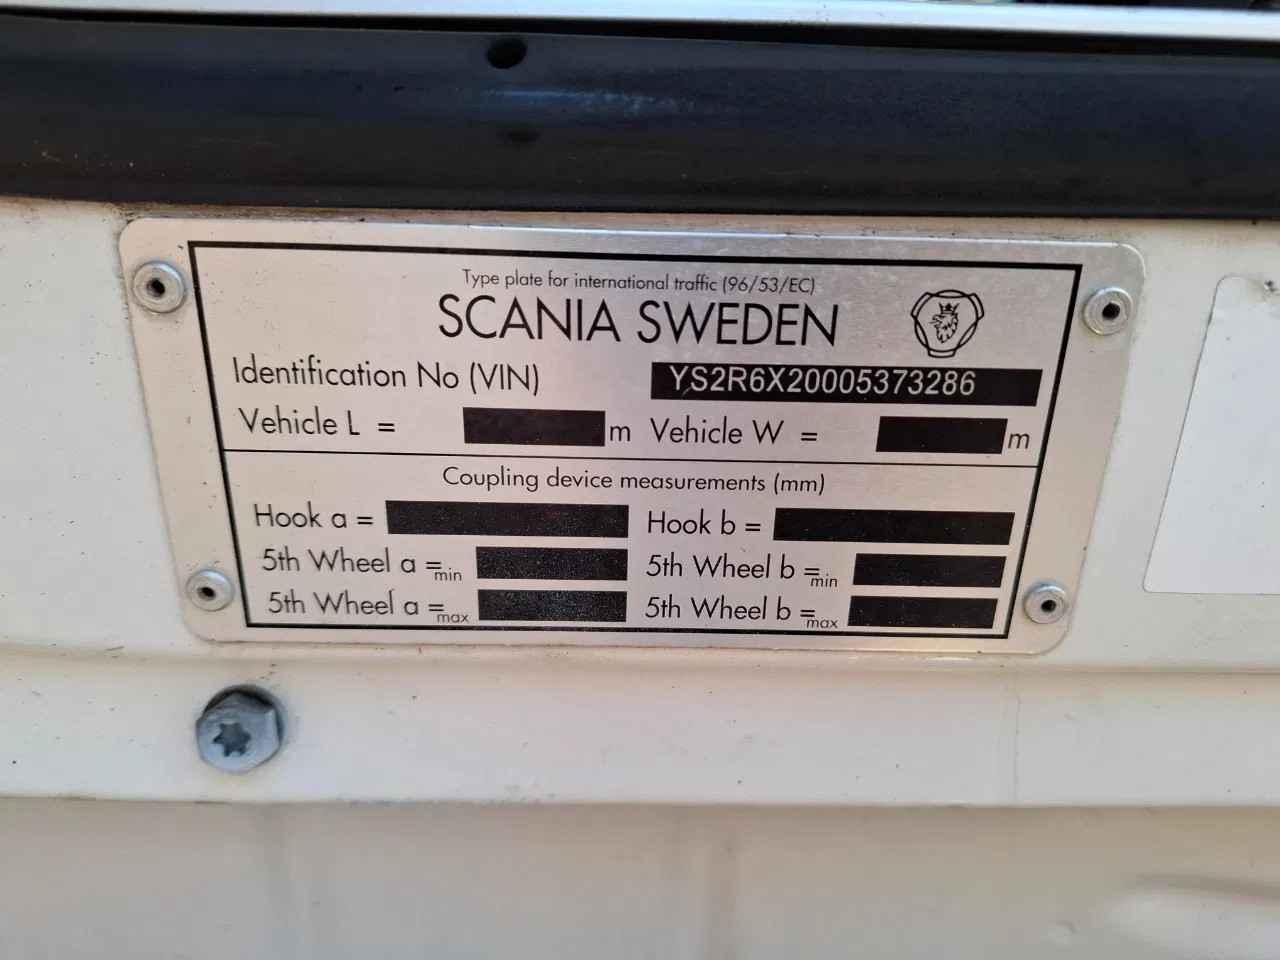 Type plate for international traffic (96/53/EC)
SCANIA SWEDEN
Identification No (VIN) YS2R6X20005373286
Vehicle L = m Vehicle W = m
Coupling device measurements (mm)
Hook a = Hook b =
5th Wheel a = min 5th Wheel b = min
5th Wheel a = max 5th Wheel b = max